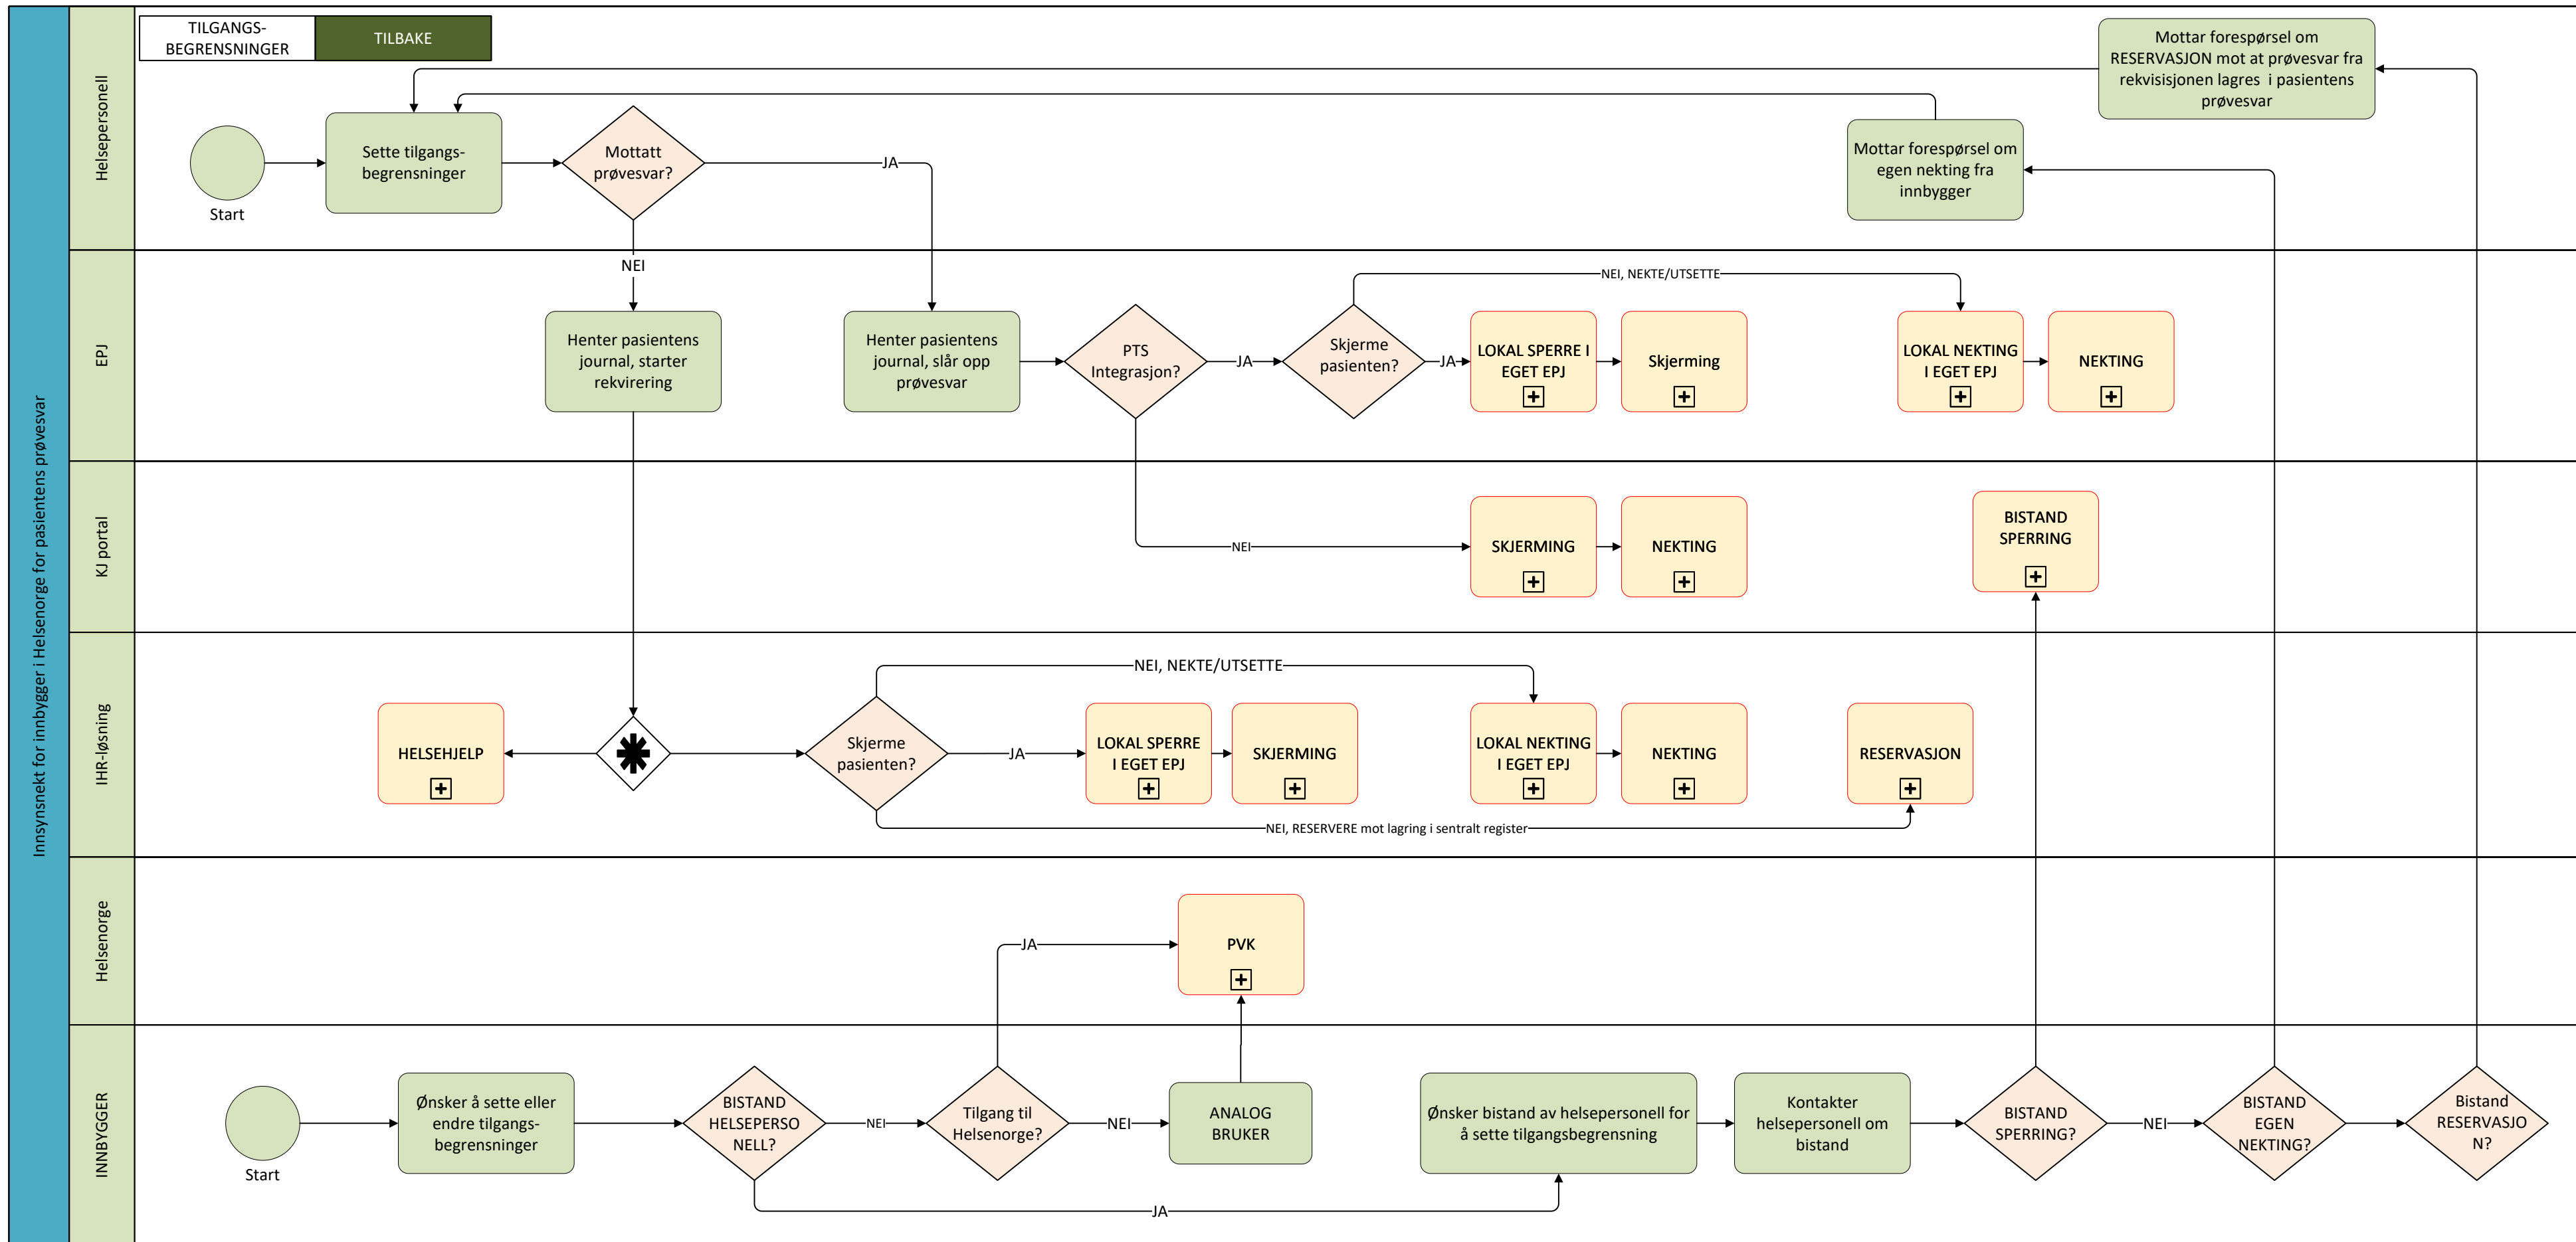 Innsynsnekt for innbygger i Helsenorge for pasientens prøvesvar
Helsepersonell
TILGANGS-
BEGRENSNINGER
TILBAKE
Start
Sette tilgangs-
begrensninger
Mottatt
prøvesvar?
JA
NEI
Mottar forespørsel om
egen nekting fra
innbygger
Mottar forespørsel om
RESERVASJON mot at prøvesvar fra
rekvisisjonen lagres i pasientens
prøvesvar
EPJ
Henter pasientens
journal, starter
rekvirering
Henter pasientens
journal, slår opp
prøvesvar
PTS
Integrasjon?
JA
Skjerme
pasienten?
JA
NEI, NEKTE/UTSETTE
LOKAL SPERRE I
EGET EPJ
Skjerming
LOKAL NEKTING
I EGET EPJ
NEKTING
KJ portal
NEI
SKJERMING
NEKTING
BISTAND
SPERRING
IHR-løsning
HELSEHJELP
Skjerme
pasienten?
NEI, NEKTE/UTSETTE
JA
LOKAL SPERRE
I EGET EPJ
SKJERMING
LOKAL NEKTING
I EGET EPJ
NEKTING
RESERVASJON
NEI, RESERVERE mot lagring i sentralt register
Helsenorge
JA
PVK
INNBYGGER
Start
Ønsker å sette eller
endre tilgangs-
begrensninger
BISTAND
HELSEPERSO
NELL?
NEI
Tilgang til
Helsenorge?
NEI
ANALOG
BRUKER
JA
Ønsker bistand av helsepersonell for
å sette tilgangsbegrensning
Kontakter
helsepersonell om
bistand
BISTAND
SPERRING?
NEI
BISTAND
EGEN
NEKTING?
Bistand
RESERVASJO
N?